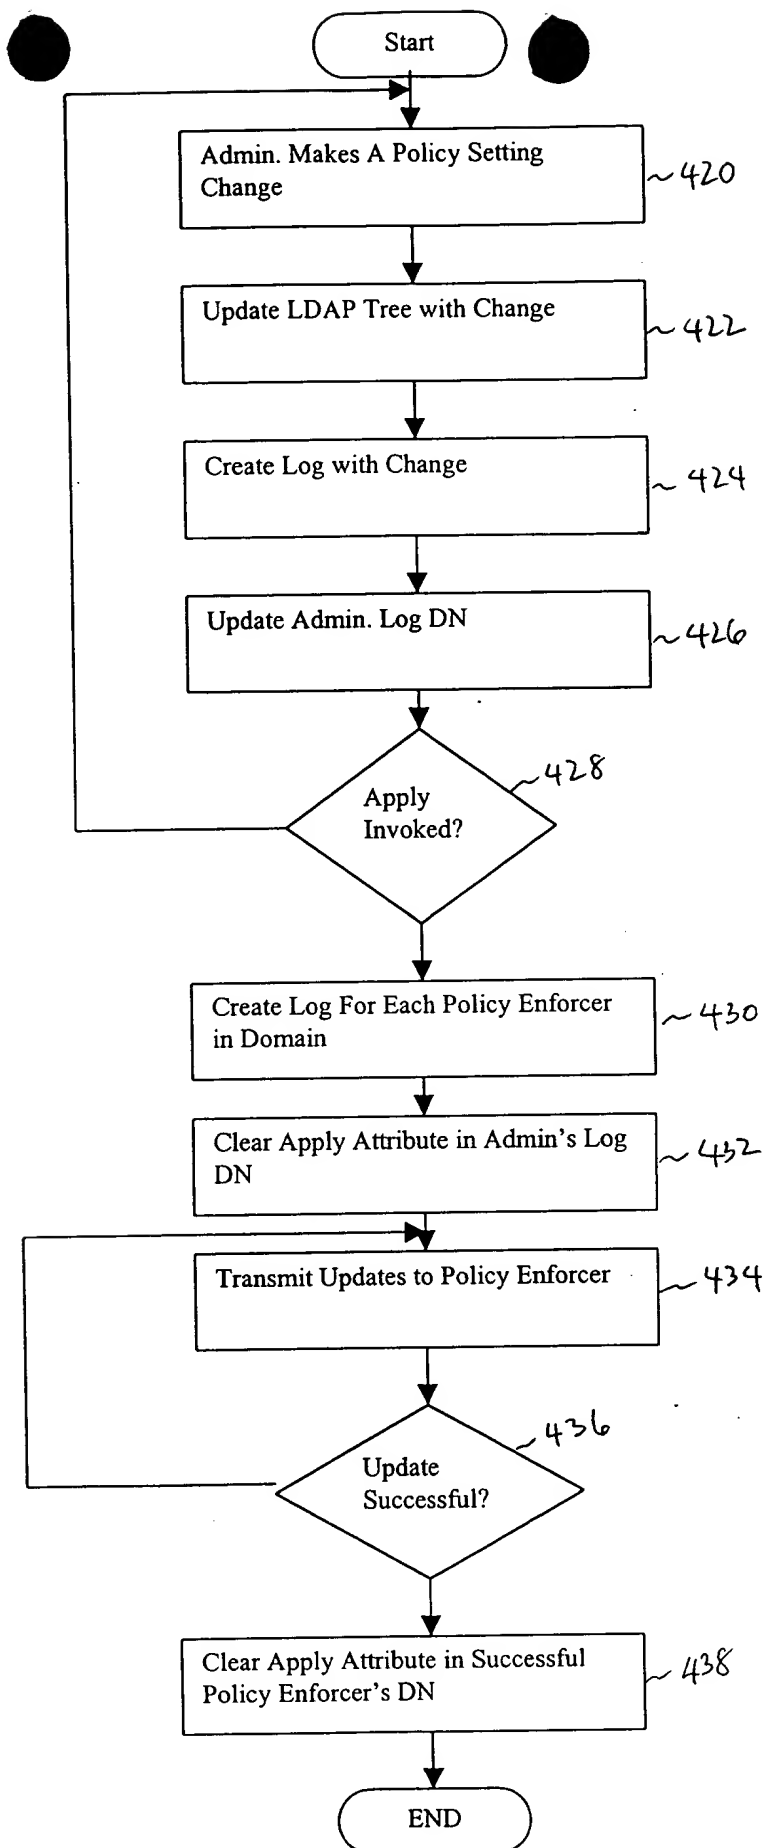 Start
Admin. Makes A Policy Setting
Change
420
Update LDAP Tree with Change
422
Create Log with Change
424
Update Admin. Log DN
426
428
Apply
Invoked?
Create Log For Each Policy Enforcer
in Domain
430
Clear Apply Attribute in Admin's Log
DN
432
Transmit Updates to Policy Enforcer
434
436
Update
Successful?
Clear Apply Attribute in Successful
Policy Enforcer's DN
438
END